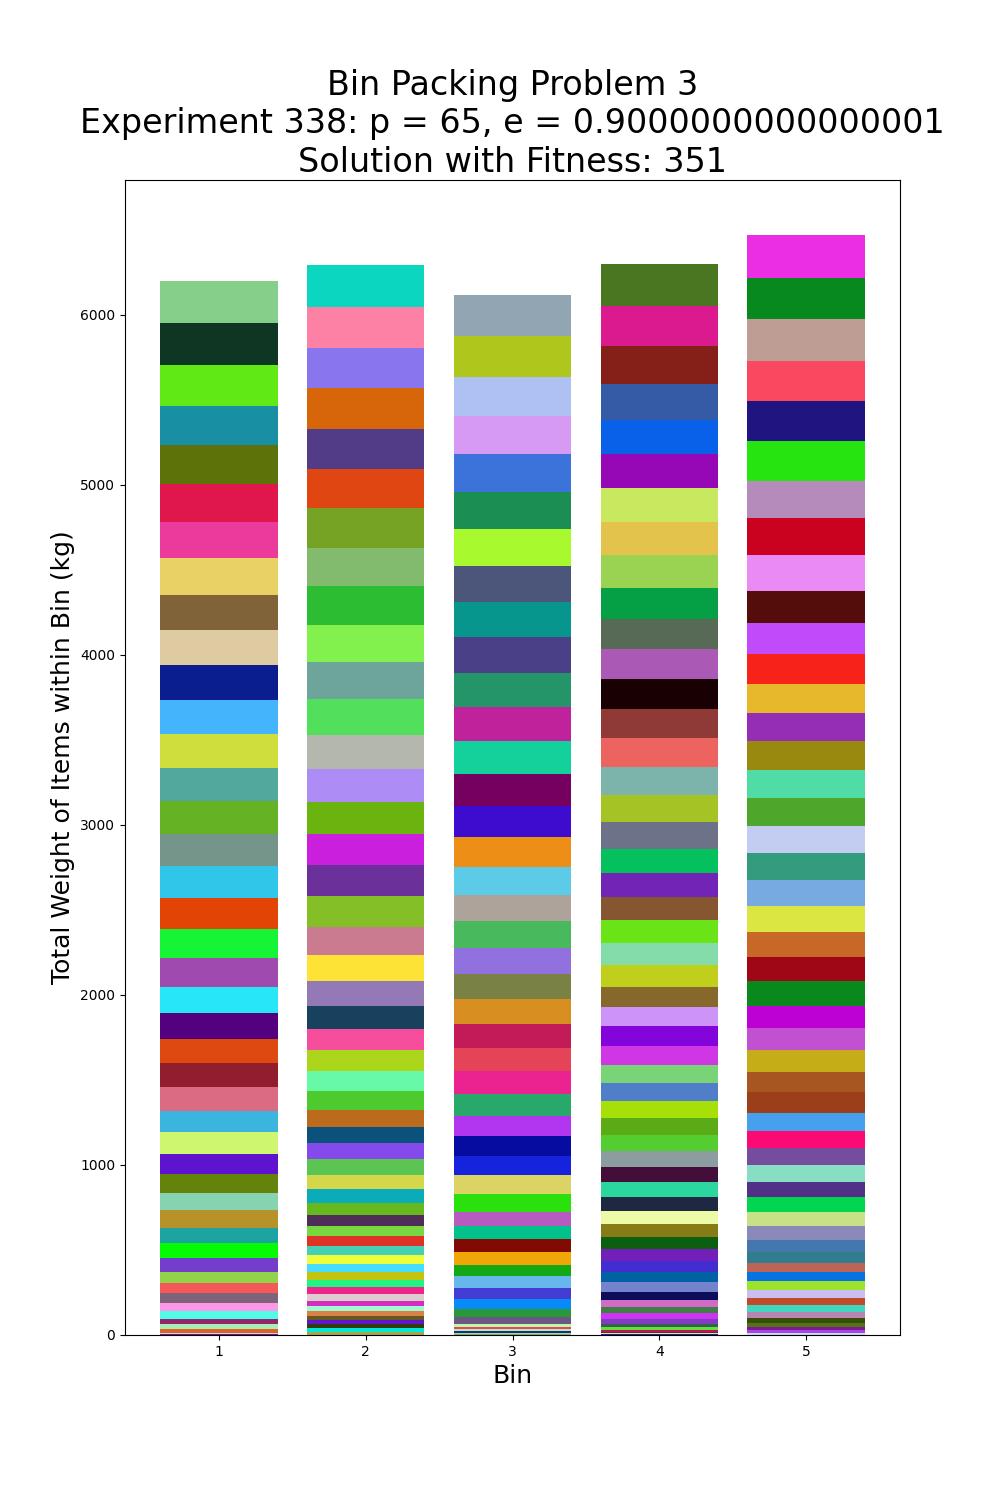 Bin Packing Problem 3
Experiment 338: p = 65, e = 0.9000000000000001
Solution with Fitness: 351
6000
5000
4000
3000
2000
1000
0
Total Weight of Items within Bin (kg)
1 2 3 4 5
Bin